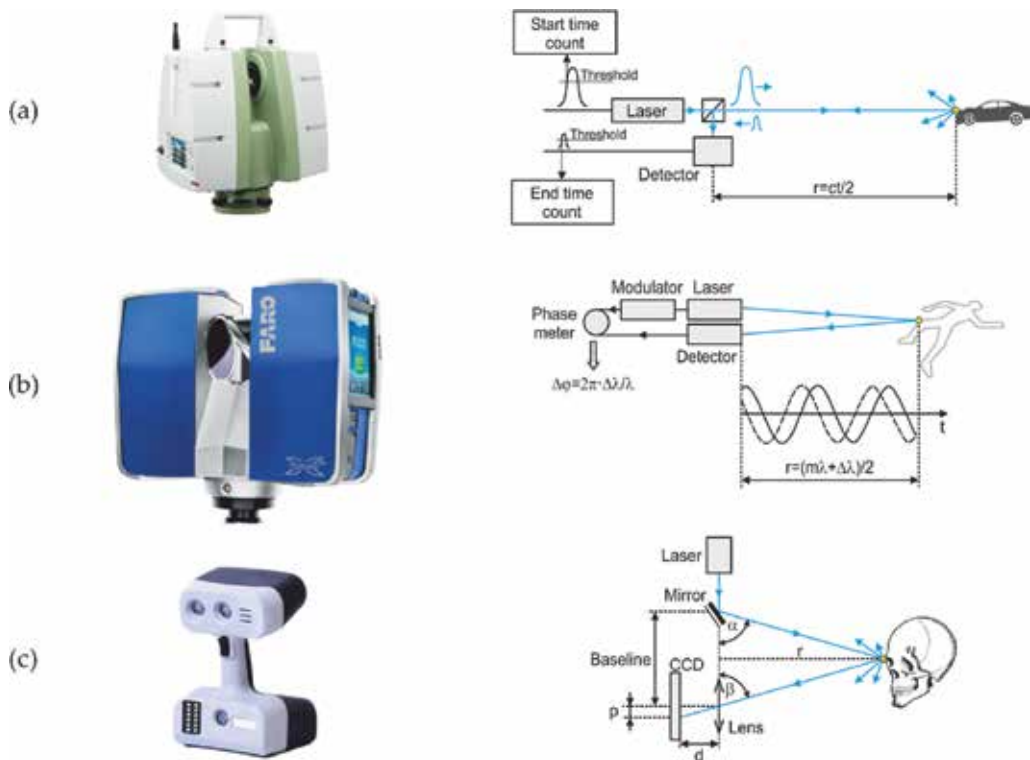 (a)
Start time
count
Threshold
Laser
Threshold
Detector
End time
count
r=ct/2
(b)
FARO
Modulator Laser
Phase
meter
Detector
Δφ=2π·Δλ/λ
t
r=(mλ+Δλ)/2
(c)
Laser
Mirror
α
Baseline
CCD
r
β
p
Lens
d